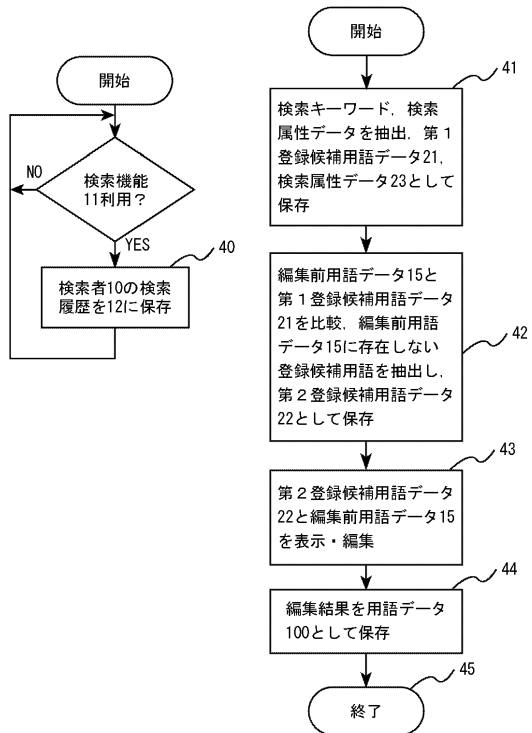 開始
NO
検索機能
11利用？
YES
40
検索者10の検索
履歴を12に保存
開始
41
検索キーワード，検索
属性データを抽出，第１
登録候補用語データ21，
検索属性データ23として
保存
編集前用語データ15と
第１登録候補用語データ
21を比較，編集前用語
データ15に存在しない
登録候補用語を抽出し，
第２登録候補用語データ
22として保存
42
43
第２登録候補用語データ
22と編集前用語データ15
を表示・編集
44
編集結果を用語データ
100として保存
45
終了